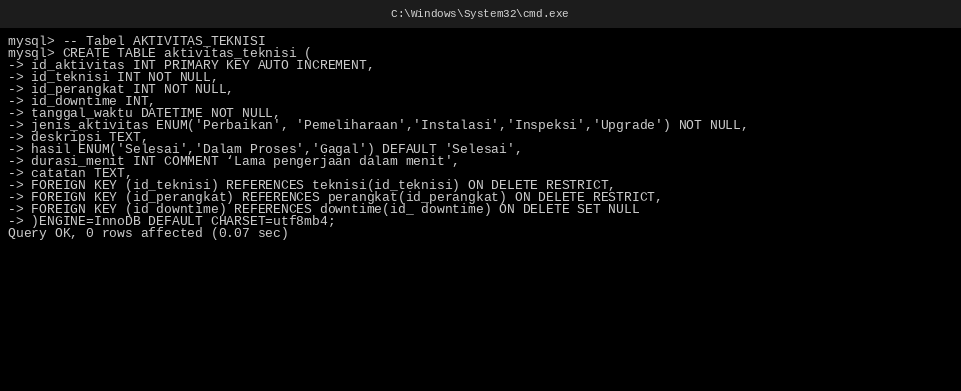 C:\Windows\System32\cmd.exe
mysql> -- Tabel AKTIVITAS_TEKNISI
mysql> CREATE TABLE aktivitas_teknisi (
-> id_aktivitas INT PRIMARY KEY AUTO INCREMENT,
-> id_teknisi INT NOT NULL,
-> id_perangkat INT NOT NULL,
-> id_downtime INT,
-> tanggal_waktu DATETIME NOT NULL,
-> jenis_aktivitas ENUM('Perbaikan', 'Pemeliharaan','Instalasi','Inspeksi','Upgrade') NOT NULL,
-> deskripsi TEXT,
-> hasil ENUM('Selesai','Dalam Proses','Gagal') DEFAULT 'Selesai',
-> durasi_menit INT COMMENT ‘Lama pengerjaan dalam menit',
-> catatan TEXT,
-> FOREIGN KEY (id_teknisi) REFERENCES teknisi(id_teknisi) ON DELETE RESTRICT,
-> FOREIGN KEY (id_perangkat) REFERENCES perangkat(id_perangkat) ON DELETE RESTRICT,
-> FOREIGN KEY (id downtime) REFERENCES downtime(id_ downtime) ON DELETE SET NULL
-> )ENGINE=InnoDB DEFAULT CHARSET=utf8mb4;
Query OK, 0 rows affected (0.07 sec)